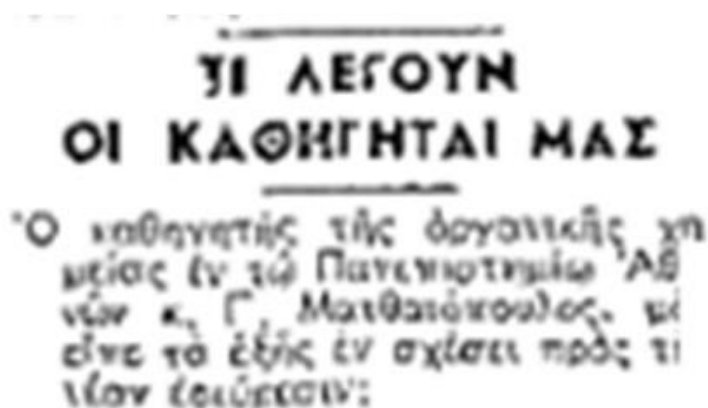 ΤΙ ΛΕΓΟΥΝ
ΟΙ ΚΑΘΗΓΗΤΑΙ ΜΑΣ
Ὁ καθηγητὴς τῆς ὀργανικῆς χη
μείας ἐν τῷ Πανεπιστημίῳ Ἀθ
νῶν κ. Γ. Ματθαιόπουλος, μᾶ
εἶπε τὰ ἑξῆς ἐν σχέσει πρὸς τ
νέαν ἐφεύρεσιν: